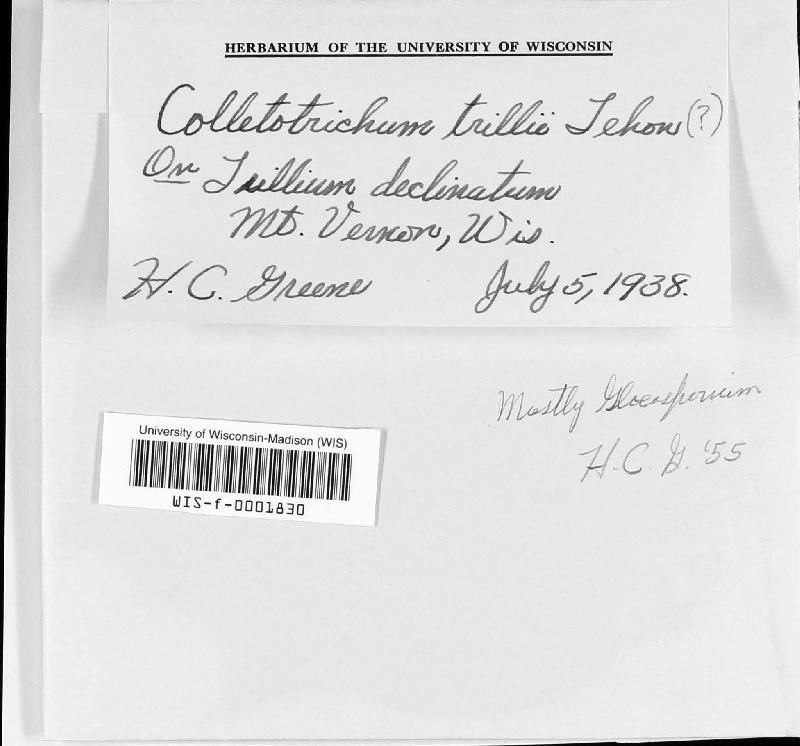 HERBARIUM OF THE UNIVERSITY OF WISCONSIN
Colletotrichum trillii Tehon (?)
On Trillium declinatum
Mt. Vernon, Wis.
H. C. Greene July 5, 1938.
Mostly Gloeosporium
H. C. G. '55
University of Wisconsin-Madison (WIS)
WIS-f-0001830